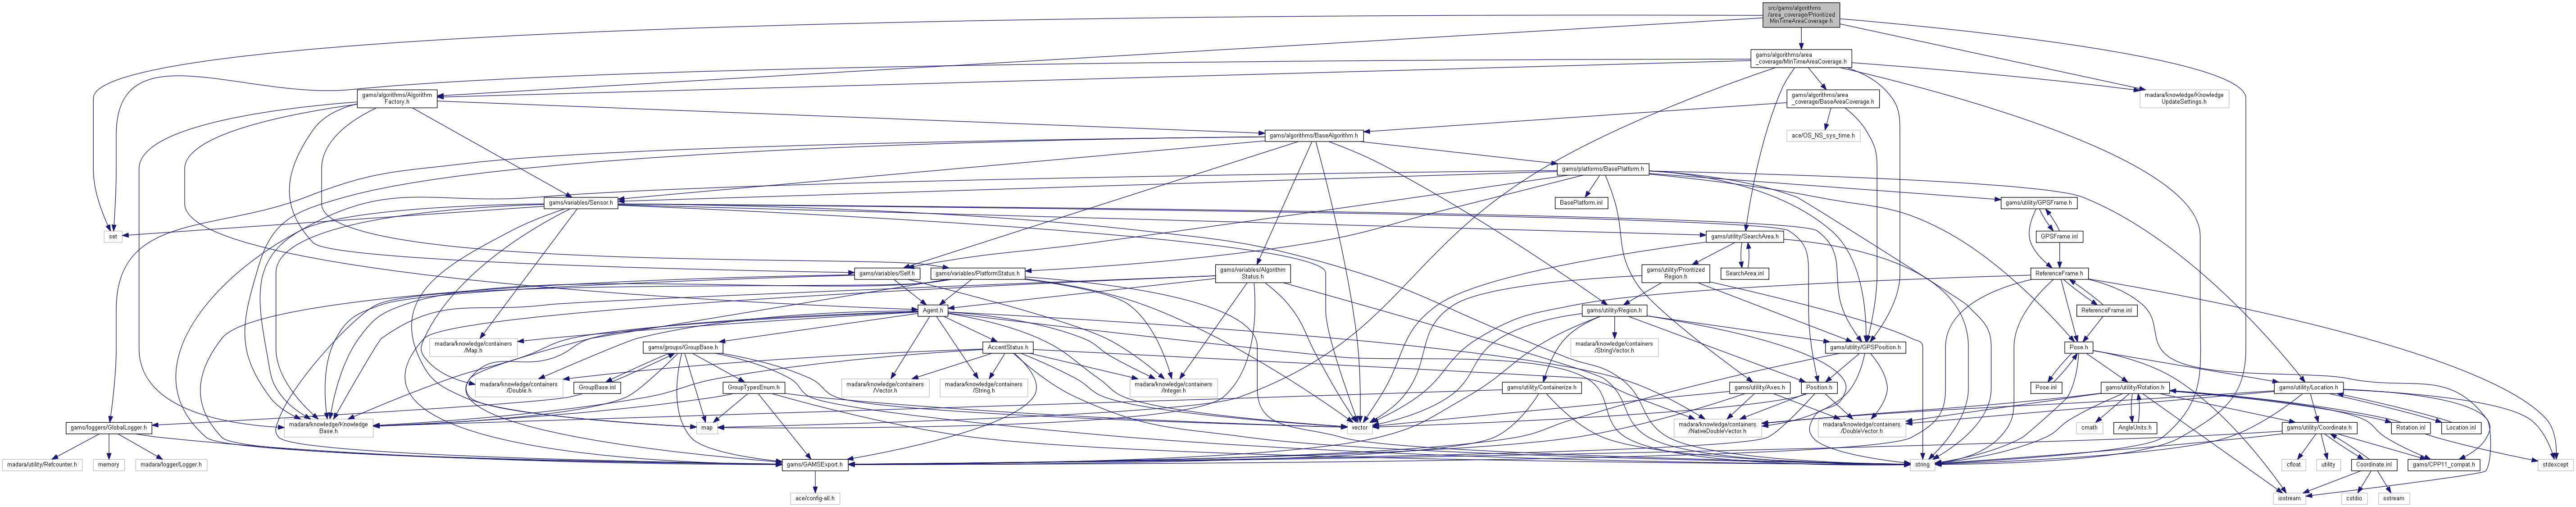 src/gams/algorithms
/area_coverage/Prioritized
MinTimeAreaCoverage.h
gams/algorithms/area
_coverage/MinTimeAreaCoverage.h
gams/algorithms/Algorithm
Factory.h
gams/algorithms/area
_coverage/BaseAreaCoverage.h
madara/knowledge/Knowledge
UpdateSettings.h
gams/algorithms/BaseAlgorithm.h
ace/OS_NS_sys_time.h
gams/platforms/BasePlatform.h
gams/variables/Sensor.h
BasePlatform.inl
gams/utility/GPSFrame.h
set
gams/utility/SearchArea.h
GPSFrame.inl
gams/variables/Self.h
gams/variables/PlatformStatus.h
gams/variables/Algorithm
Status.h
gams/utility/Prioritized
Region.h
SearchArea.inl
ReferenceFrame.h
Agent.h
gams/utility/Region.h
ReferenceFrame.inl
madara/knowledge/containers
/Map.h
gams/groups/GroupBase.h
AccentStatus.h
madara/knowledge/containers
/StringVector.h
gams/utility/GPSPosition.h
Pose.h
madara/knowledge/containers
/Double.h
GroupBase.inl
GroupTypesEnum.h
madara/knowledge/containers
/Vector.h
madara/knowledge/containers
/String.h
madara/knowledge/containers
/Integer.h
gams/utility/Containerize.h
gams/utility/Axes.h
Position.h
Pose.inl
gams/utility/Rotation.h
gams/utility/Location.h
gams/loggers/GlobalLogger.h
madara/knowledge/Knowledge
Base.h
map
vector
madara/knowledge/containers
/NativeDoubleVector.h
madara/knowledge/containers
/DoubleVector.h
cmath
AngleUnits.h
gams/utility/Coordinate.h
Rotation.inl
Location.inl
madara/utility/Refcounter.h
memory
madara/logger/Logger.h
gams/GAMSExport.h
string
cfloat
utility
Coordinate.inl
gams/CPP11_compat.h
stdexcept
ace/config-all.h
iostream
cstdio
sstream